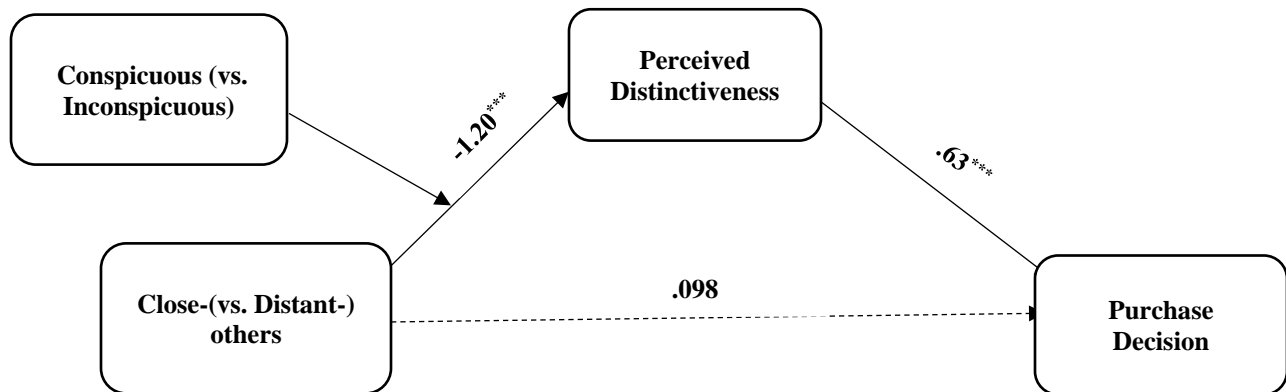 Conspicuous (vs.
Inconspicuous)
Perceived
Distinctiveness
-1.20***
.63***
Close-(vs. Distant-)
others
.098
Purchase
Decision